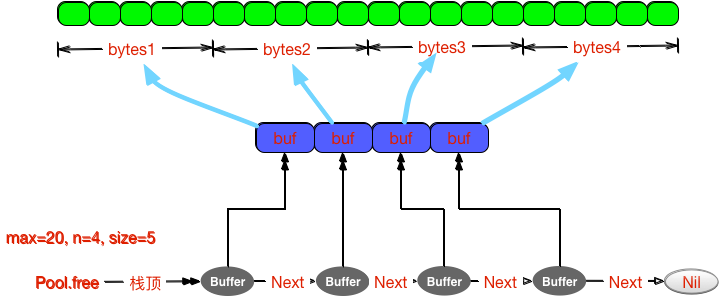 bytes1 bytes2 bytes3 bytes4
buf buf buf buf
max=20, n=4, size=5
Pool.free 栈顶 Buffer Next Buffer Next Buffer Next Buffer Next Nil